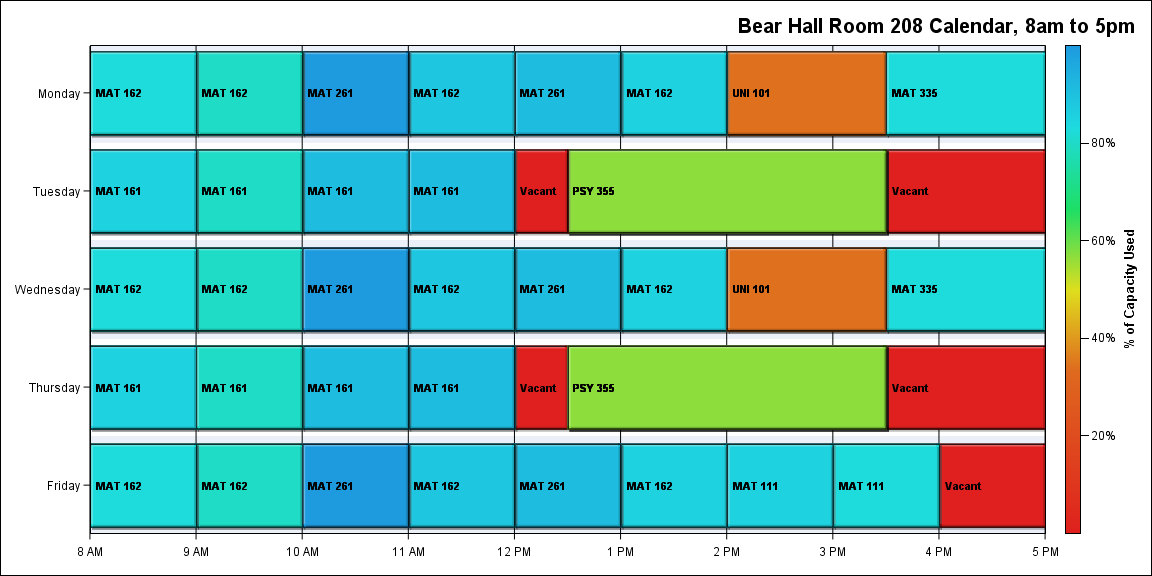 Bear Hall Room 208 Calendar, 8am to 5pm
Monday MAT 162 MAT 162 MAT 261 MAT 162 MAT 261 MAT 162 UNI 101 MAT 335
80%
Tuesday MAT 161 MAT 161 MAT 161 MAT 161 Vacant PSY 355 Vacant
60%
Wednesday MAT 162 MAT 162 MAT 261 MAT 162 MAT 261 MAT 162 UNI 101 MAT 335
% of Capacity Used
40%
Thursday MAT 161 MAT 161 MAT 161 MAT 161 Vacant PSY 355 Vacant
20%
Friday MAT 162 MAT 162 MAT 261 MAT 162 MAT 261 MAT 162 MAT 111 MAT 111 Vacant
8 AM 9 AM 10 AM 11 AM 12 PM 1 PM 2 PM 3 PM 4 PM 5 PM